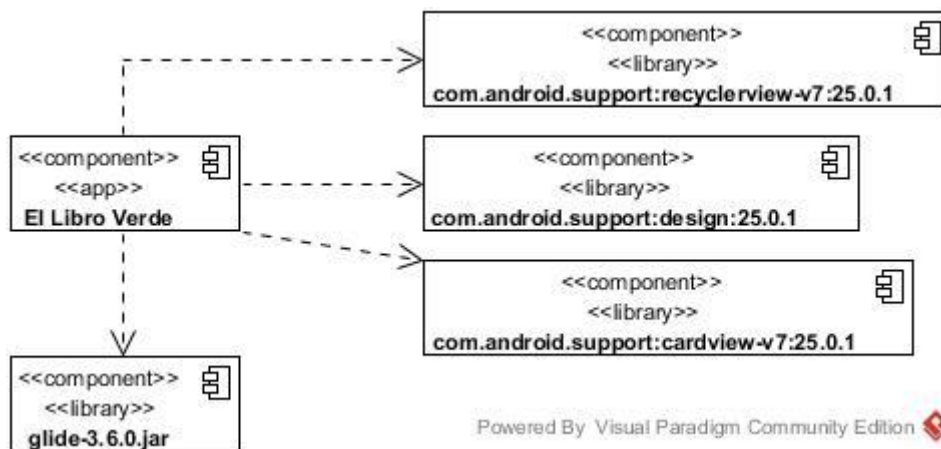 <<component>>
<<library>>
com.android.support:recyclerview-v7:25.0.1
<<component>>
<<app>>
El Libro Verde
<<component>>
<<library>>
com.android.support:design:25.0.1
<<component>>
<<library>>
com.android.support:cardview-v7:25.0.1
<<component>>
<<library>>
glide-3.6.0.jar
Powered By Visual Paradigm Community Edition